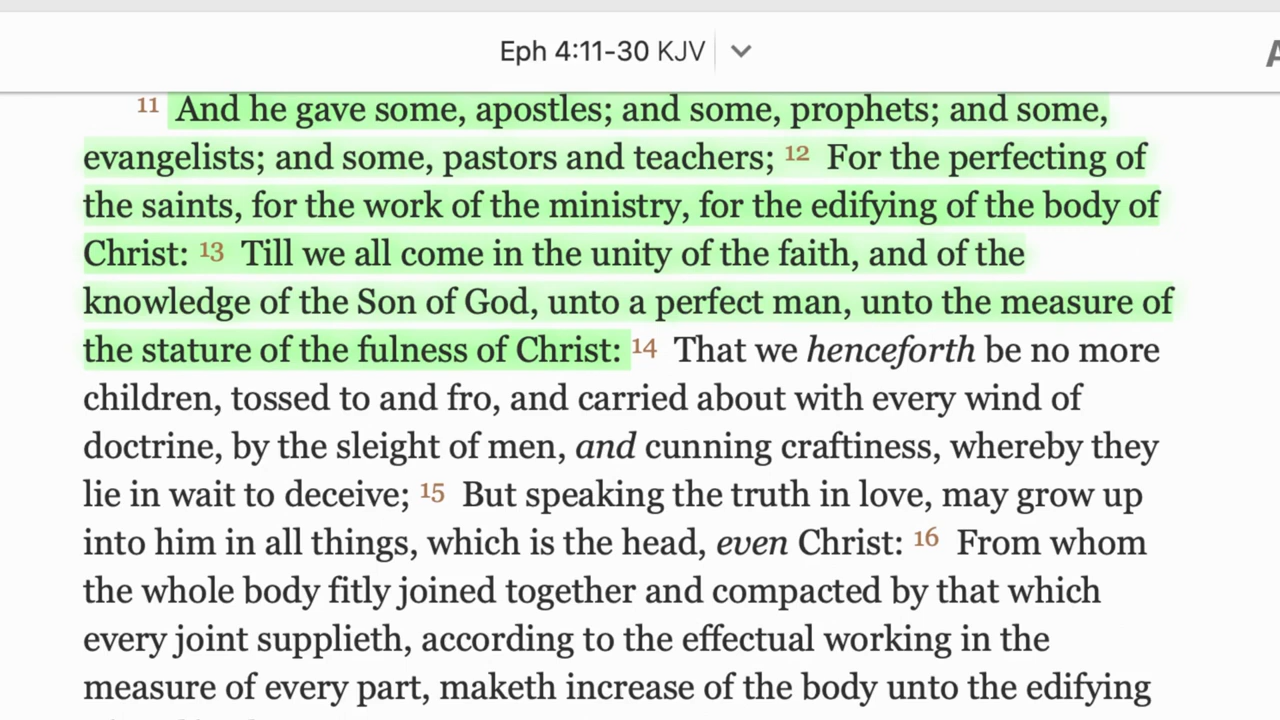 Eph 4:11-30 KJV
A
11 And he gave some, apostles; and some, prophets; and some,
evangelists; and some, pastors and teachers; 12 For the perfecting of
the saints, for the work of the ministry, for the edifying of the body of
Christ: 13 Till we all come in the unity of the faith, and of the
knowledge of the Son of God, unto a perfect man, unto the measure of
the stature of the fulness of Christ: 14 That we henceforth be no more
children, tossed to and fro, and carried about with every wind of
doctrine, by the sleight of men, and cunning craftiness, whereby they
lie in wait to deceive; 15 But speaking the truth in love, may grow up
into him in all things, which is the head, even Christ: 16 From whom
the whole body fitly joined together and compacted by that which
every joint supplieth, according to the effectual working in the
measure of every part, maketh increase of the body unto the edifying